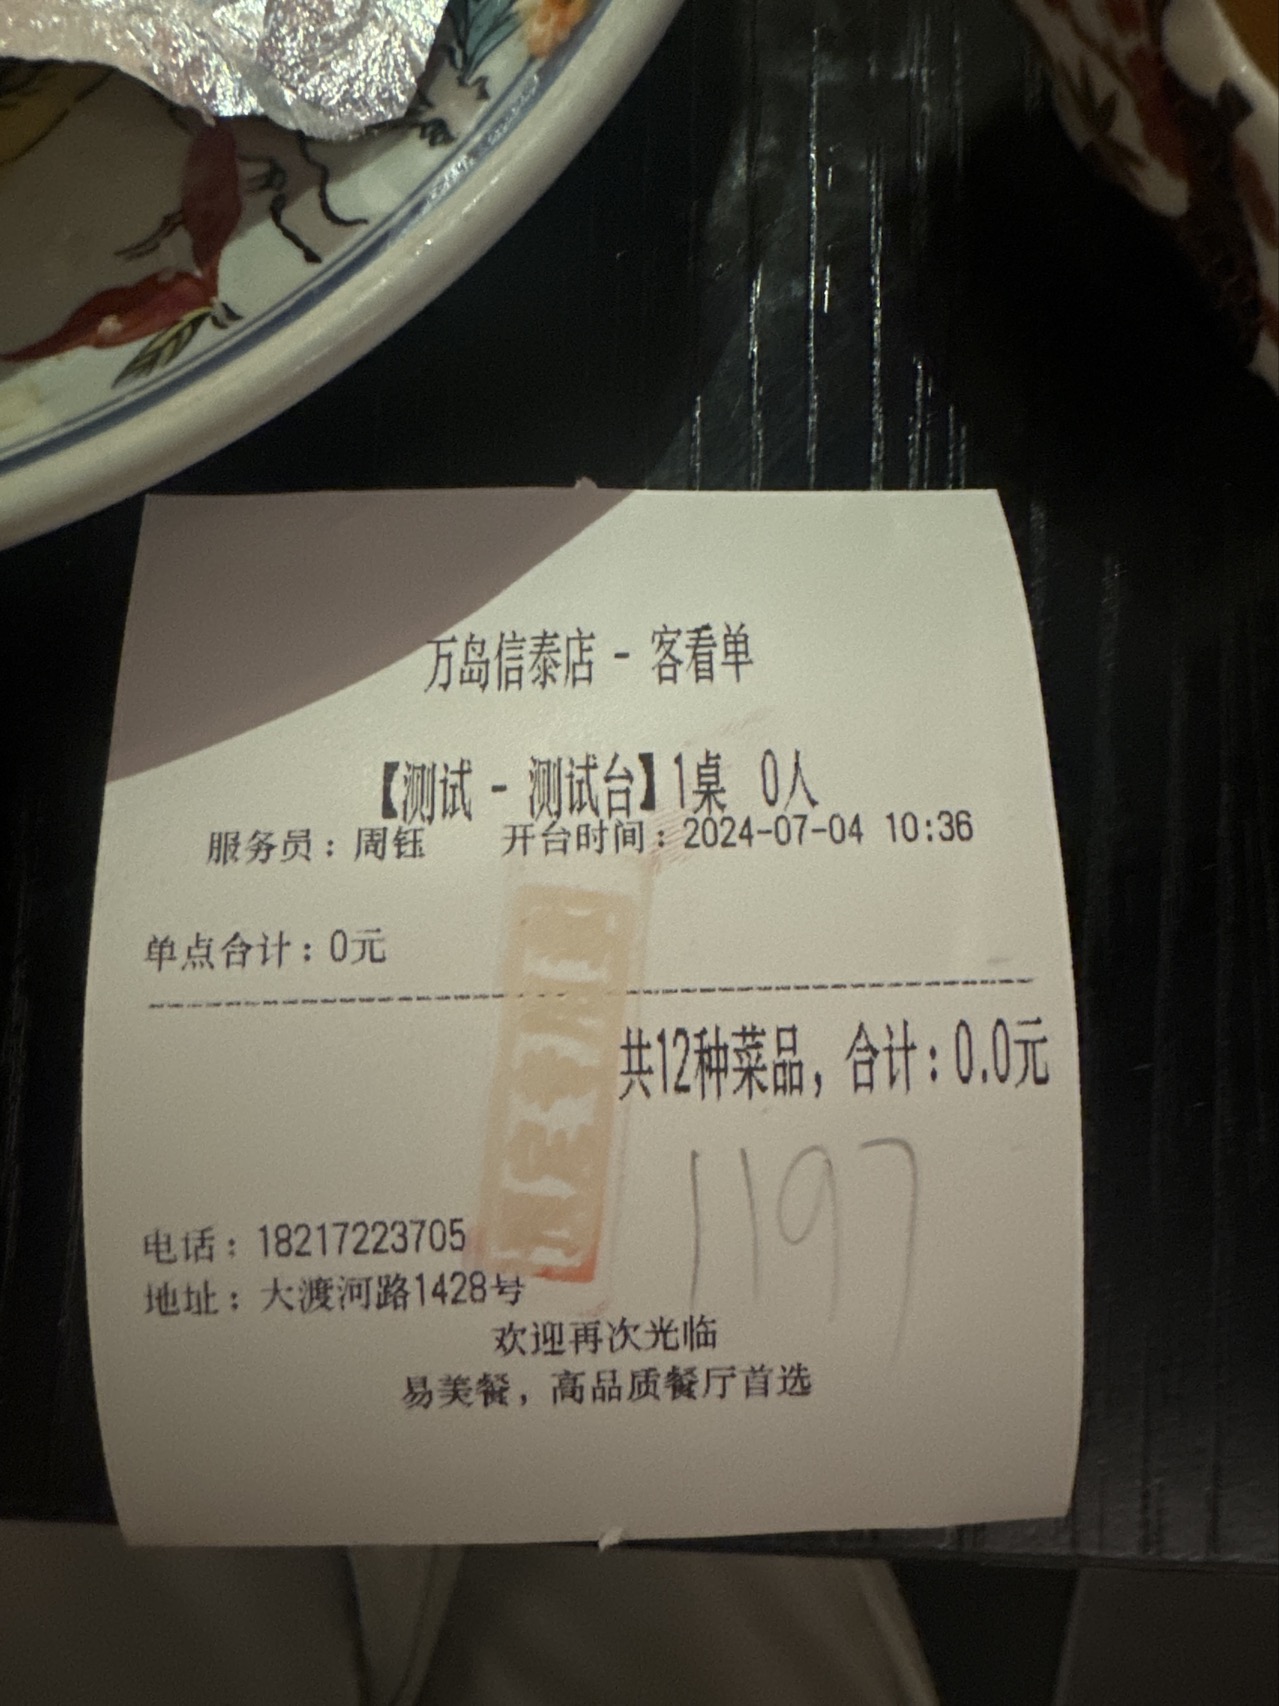 万岛信泰店 - 客看单
【测试 - 测试台】1桌 0人
服务员：周钰 开台时间：2024-07-04 10:36
单点合计：0元
共12种菜品，合计：0.0元
1197
电话：18217223705
地址：大渡河路1428号
欢迎再次光临
易美餐，高品质餐厅首选